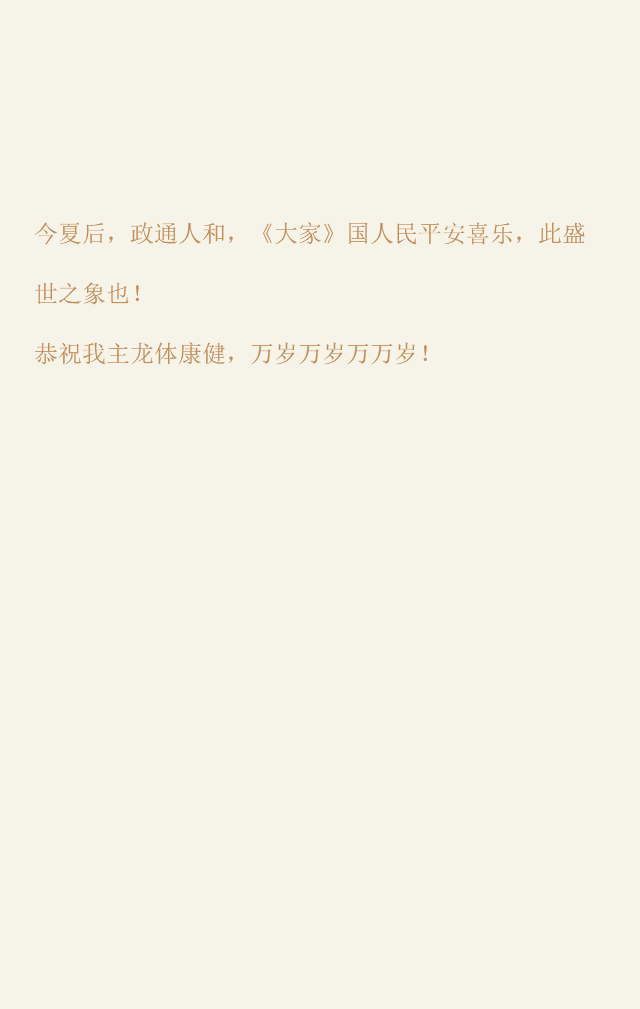 今夏后，政通人和，《大家》国人民平安喜乐，此盛
世之象也！
恭祝我主龙体康健，万岁万岁万万岁！